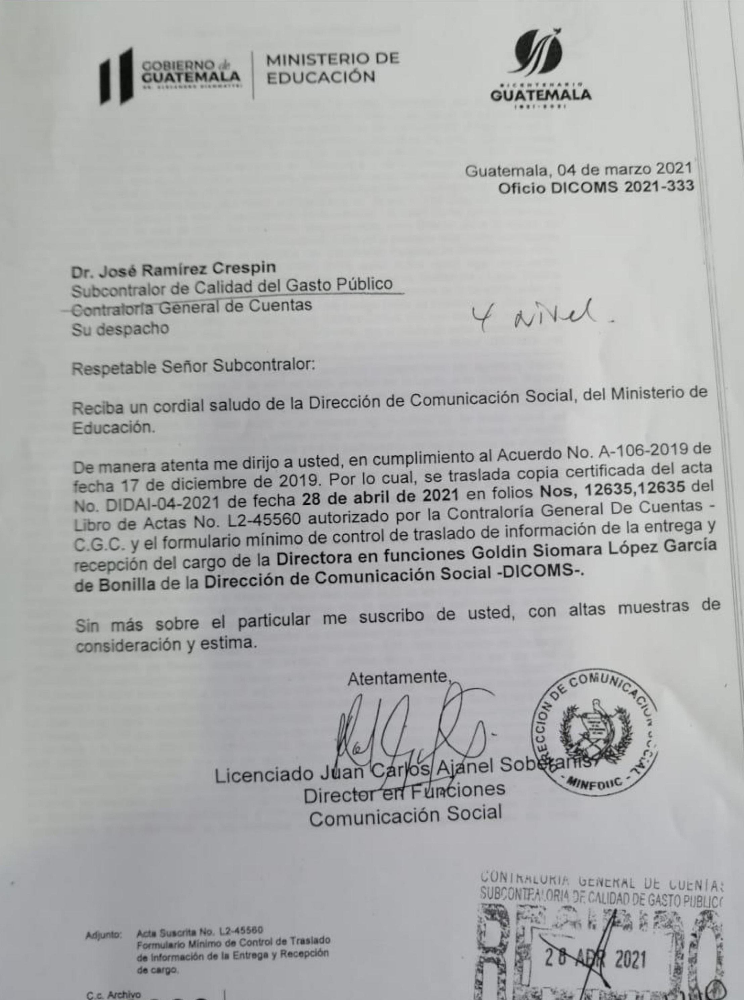 GOBIERNO de
GUATEMALA
DR. ALEJANDRO GIAMMATTEI
MINISTERIO DE
EDUCACIÓN
BICENTENARIO
GUATEMALA
1821-2021
Guatemala, 04 de marzo 2021
Oficio DICOMS 2021-333
Dr. José Ramírez Crespin
Subcontralor de Calidad del Gasto Público
Contraloría General de Cuentas
Su despacho
4 nivel.
Respetable Señor Subcontralor:
Reciba un cordial saludo de la Dirección de Comunicación Social, del Ministerio de
Educación.
De manera atenta me dirijo a usted, en cumplimiento al Acuerdo No. A-106-2019 de
fecha 17 de diciembre de 2019. Por lo cual, se traslada copia certificada del acta
No. DIDAI-04-2021 de fecha 28 de abril de 2021 en folios Nos, 12635,12635 del
Libro de Actas No. L2-45560 autorizado por la Contraloría General De Cuentas -
C.G.C. y el formulario mínimo de control de traslado de información de la entrega y
recepción del cargo de la Directora en funciones Goldin Siomara López García
de Bonilla de la Dirección de Comunicación Social -DICOMS-.
Sin más sobre el particular me suscribo de usted, con altas muestras de
consideración y estima.
Atentamente,
Licenciado Juan Carlos Ajanel Soberanis
Director en Funciones
Comunicación Social
DIRECCION DE COMUNICACIÓN SOCIAL
- MINEDUC -
CONTRALORIA GENERAL DE CUENTAS
SUBCONTRALORIA DE CALIDAD DE GASTO PUBLICO
RECIBIDO
28 ABR 2021
Adjunto: Acta Suscrita No. L2-45560
Formulario Mínimo de Control de Traslado
de Información de la Entrega y Recepción
de cargo.
C.c. Archivo